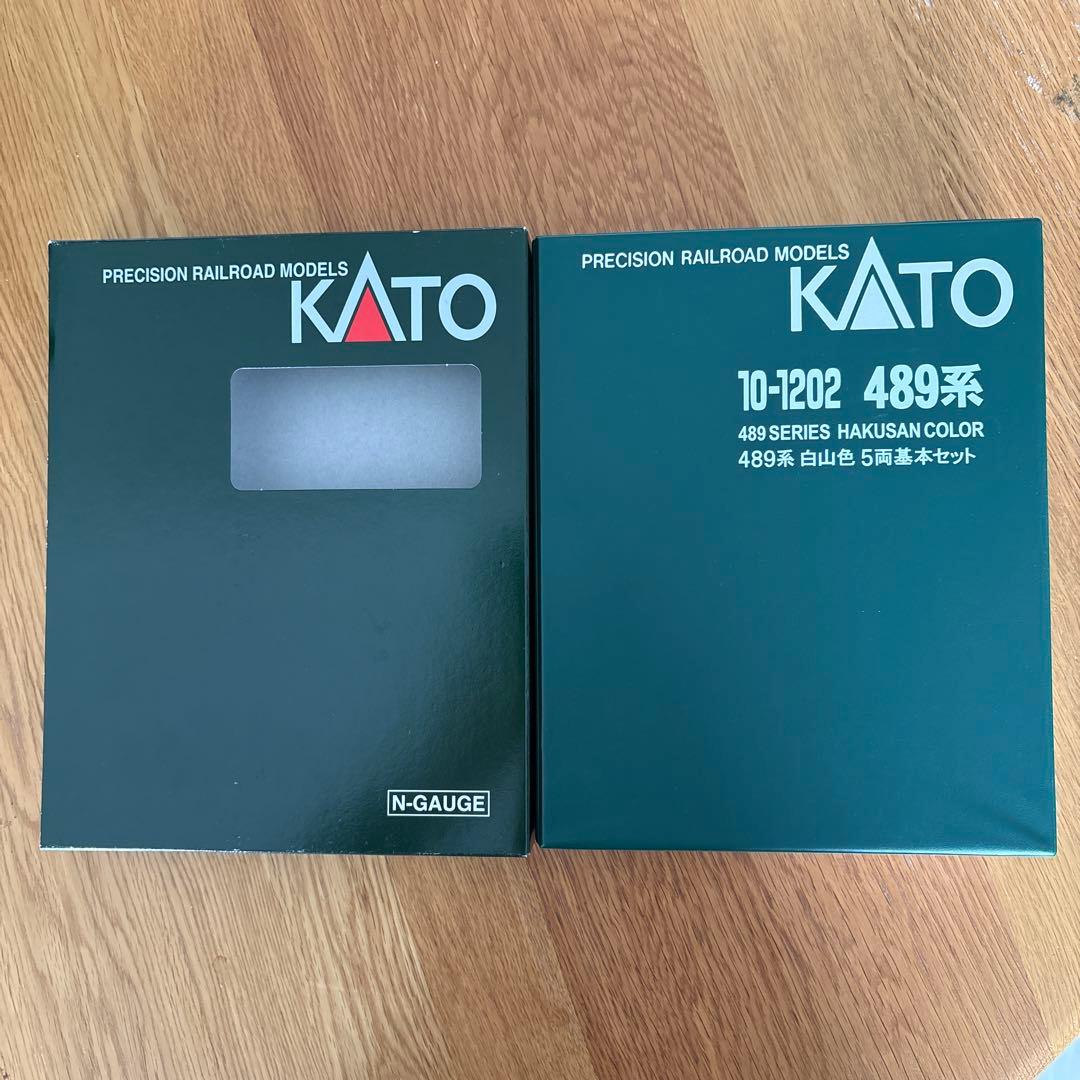 PRECISION RAILROAD MODELS
KATO
N-GAUGE
PRECISION RAILROAD MODELS
KATO
10-1202 489系
489 SERIES HAKUSAN COLOR
489系 白山色 5両基本セット